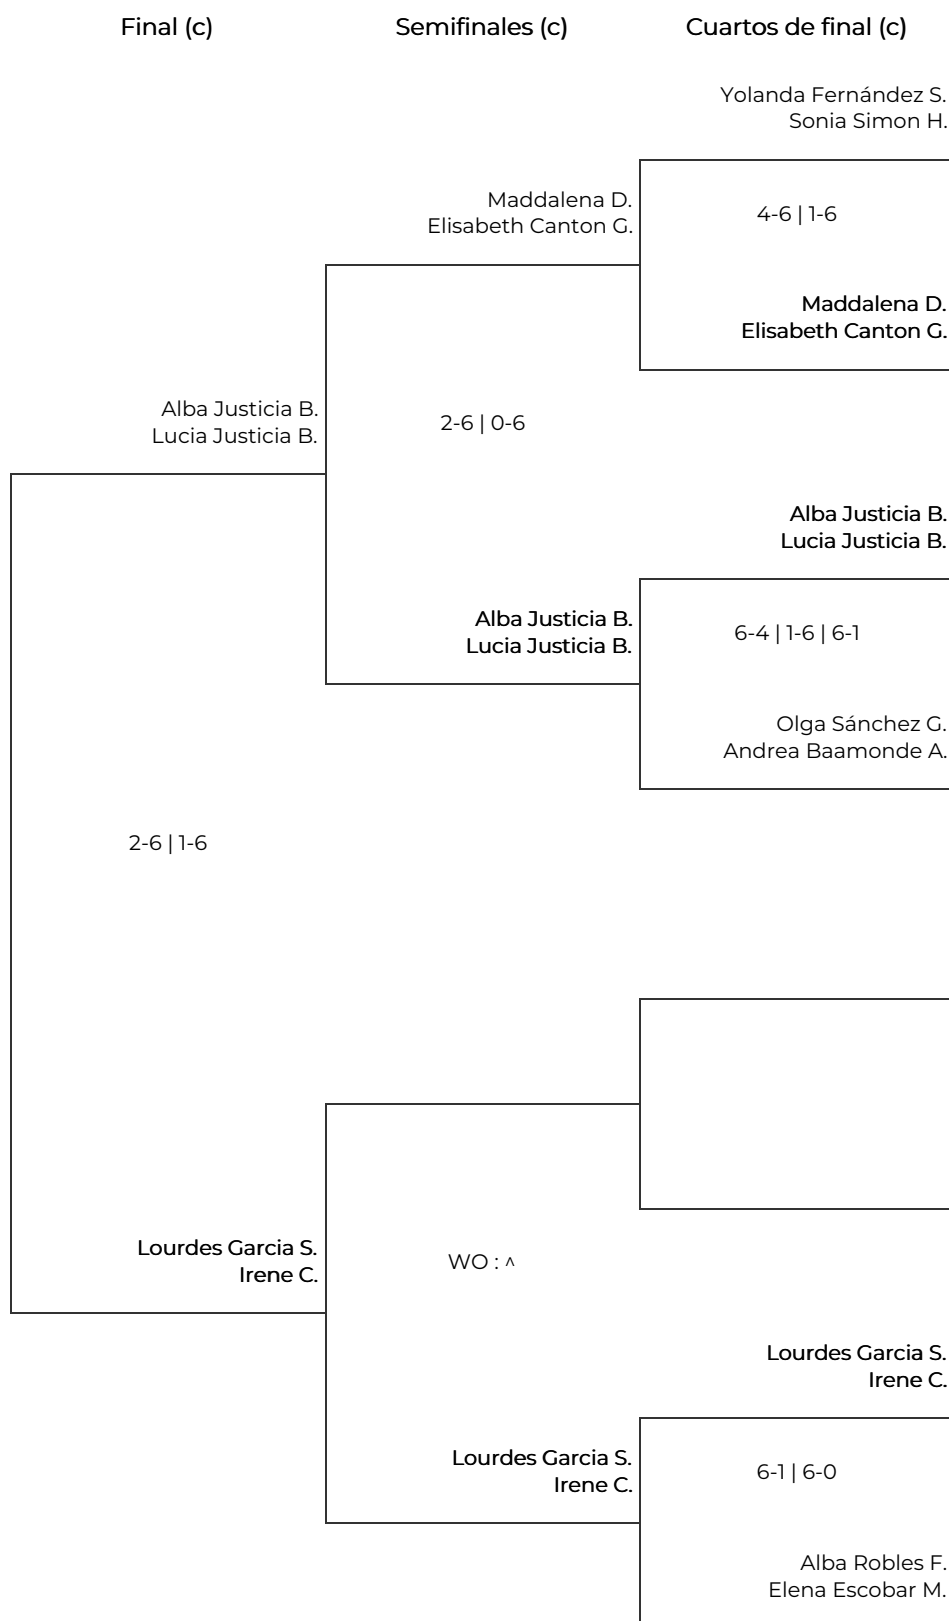 Final (c)
Semifinales (c)
Cuartos de final (c)
Yolanda Fernández S.
Sonia Simon H.
Maddalena D.
Elisabeth Canton G.
4-6 | 1-6
Maddalena D.
Elisabeth Canton G.
Alba Justicia B.
Lucia Justicia B.
2-6 | 0-6
Alba Justicia B.
Lucia Justicia B.
Alba Justicia B.
Lucia Justicia B.
6-4 | 1-6 | 6-1
Olga Sánchez G.
Andrea Baamonde A.
2-6 | 1-6
Lourdes Garcia S.
Irene C.
WO : ^
Lourdes Garcia S.
Irene C.
Lourdes Garcia S.
Irene C.
6-1 | 6-0
Alba Robles F.
Elena Escobar M.